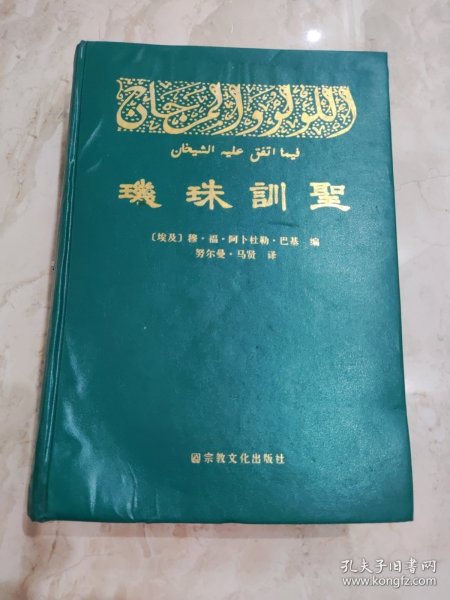 اللؤلؤ والمرجان
فيما اتفق عليه الشيخان
璣珠訓聖
〔埃及〕穆·福·阿卜杜勒·巴基 编
努尔曼·马贤 译
宗教文化出版社
孔夫子旧书网
www.kongfz.com